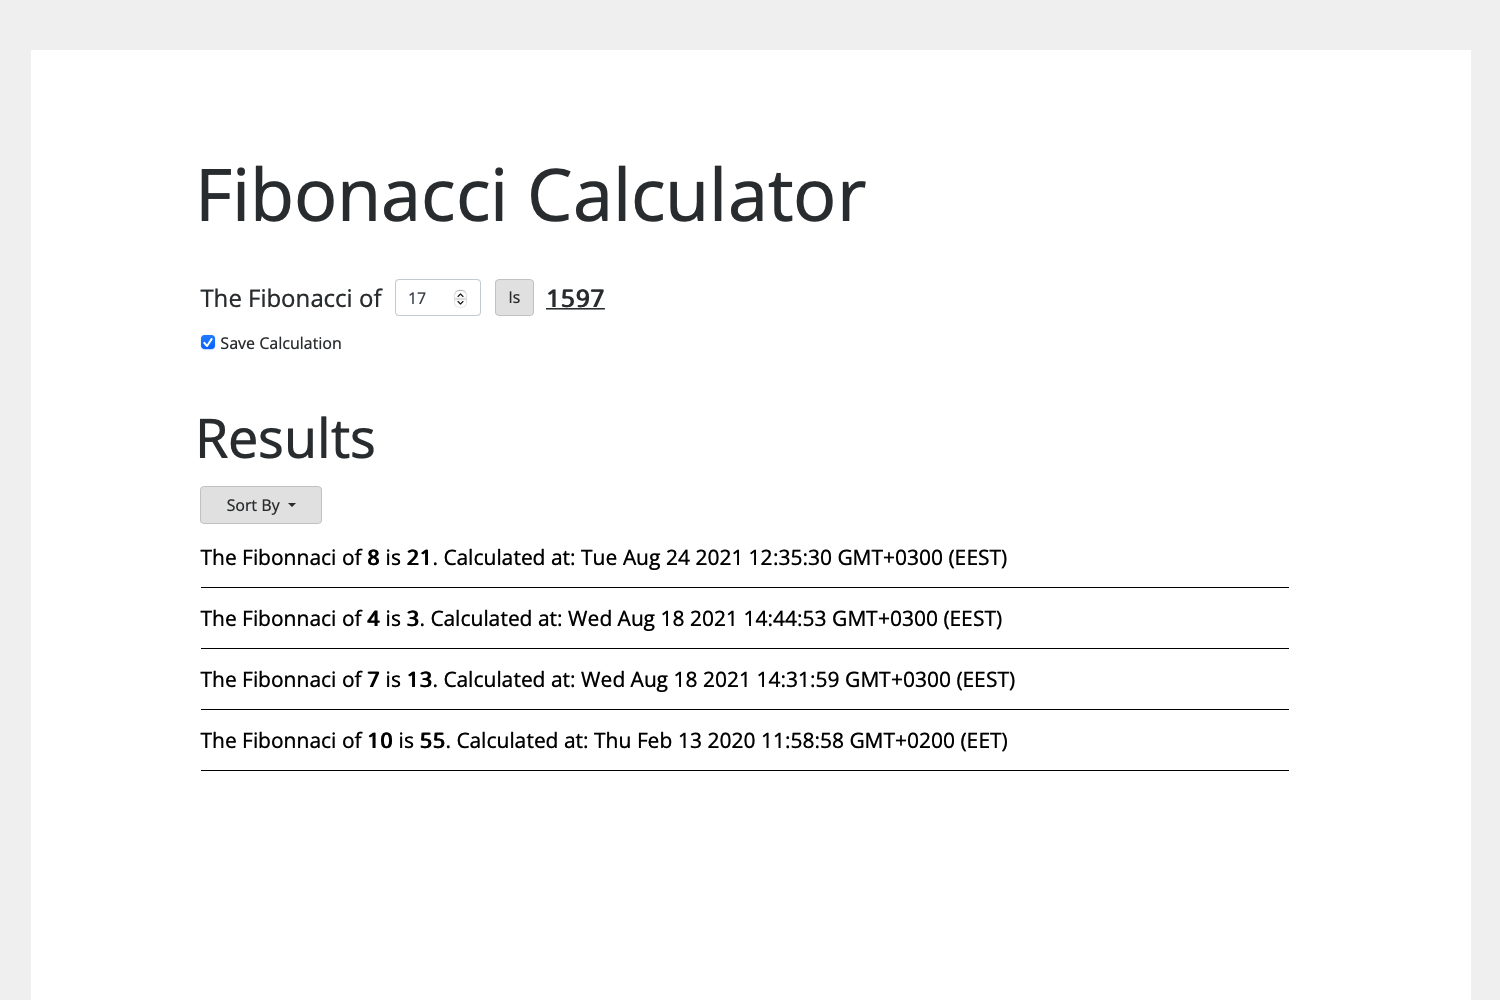 Fibonacci Calculator
The Fibonacci of 17 Is 1597
Save Calculation
Results
Sort By
The Fibonnaci of 8 is 21. Calculated at: Tue Aug 24 2021 12:35:30 GMT+0300 (EEST)
The Fibonnaci of 4 is 3. Calculated at: Wed Aug 18 2021 14:44:53 GMT+0300 (EEST)
The Fibonnaci of 7 is 13. Calculated at: Wed Aug 18 2021 14:31:59 GMT+0300 (EEST)
The Fibonnaci of 10 is 55. Calculated at: Thu Feb 13 2020 11:58:58 GMT+0200 (EET)